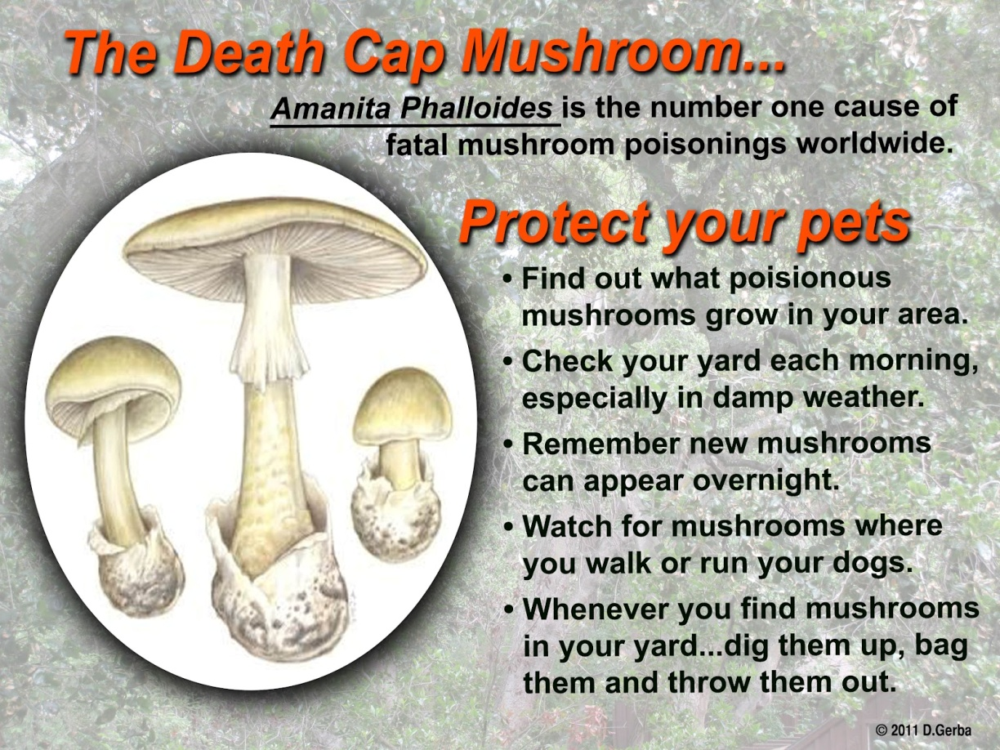 The Death Cap Mushroom...
Amanita Phalloides is the number one cause of
fatal mushroom poisonings worldwide.
Protect your pets
• Find out what poisionous
mushrooms grow in your area.
• Check your yard each morning,
especially in damp weather.
• Remember new mushrooms
can appear overnight.
• Watch for mushrooms where
you walk or run your dogs.
• Whenever you find mushrooms
in your yard...dig them up, bag
them and throw them out.
© 2011 D.Gerba